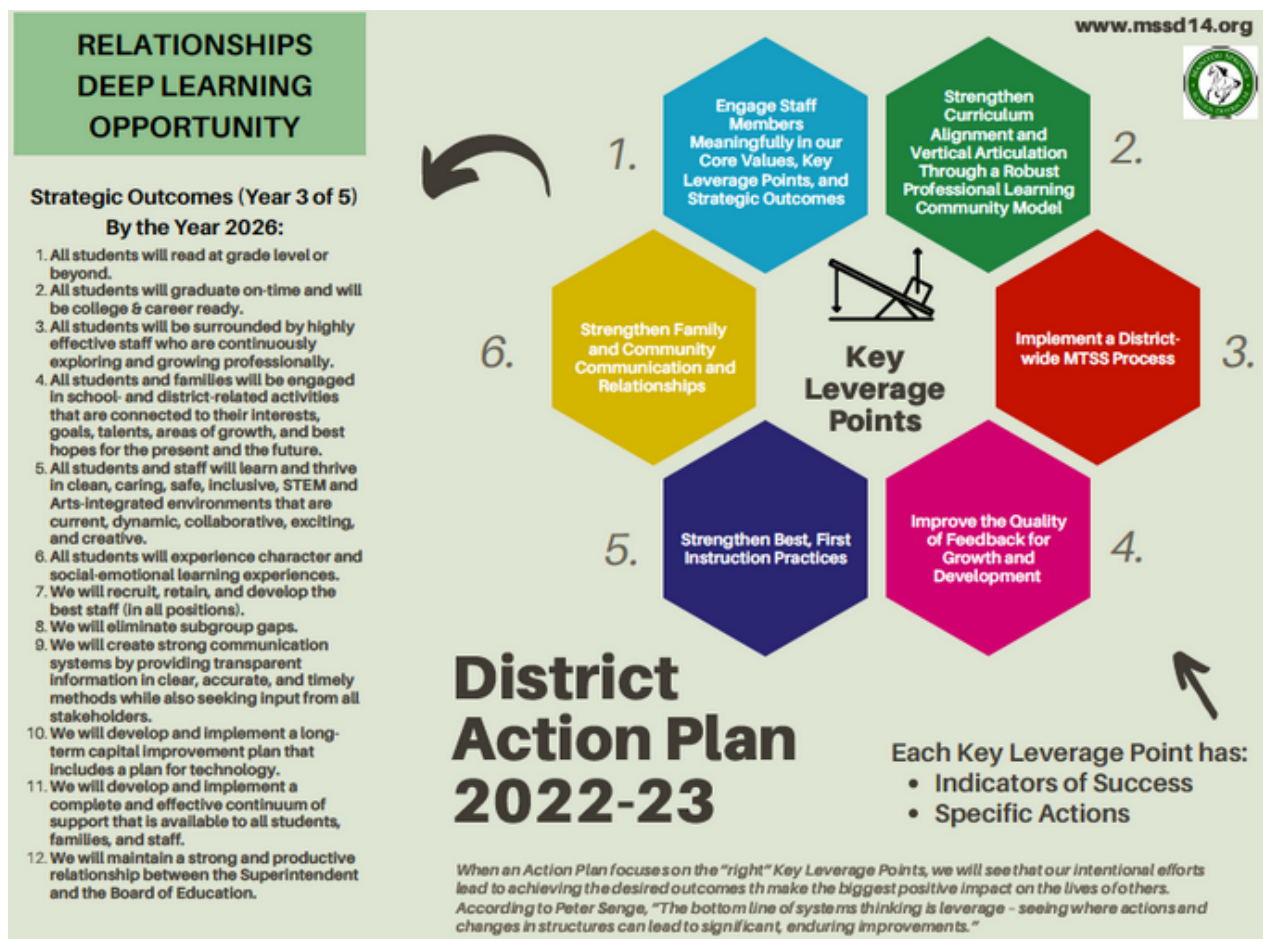 RELATIONSHIPS
DEEP LEARNING
OPPORTUNITY
Strategic Outcomes (Year 3 of 5)
By the Year 2026:
1. All students will read at grade level or
beyond.
2. All students will graduate on-time and will
be college & career ready.
3. All students will be surrounded by highly
effective staff who are continuously
exploring and growing professionally.
4. All students and families will be engaged
in school- and district-related activities
that are connected to their interests,
goals, talents, areas of growth, and best
hopes for the present and the future.
5. All students and staff will learn and thrive
in clean, caring, safe, inclusive, STEM and
Arts-integrated environments that are
current, dynamic, collaborative, exciting,
and creative.
6. All students will experience character and
social-emotional learning experiences.
7. We will recruit, retain, and develop the
best staff (in all positions).
8. We will eliminate subgroup gaps.
9. We will create strong communication
systems by providing transparent
information in clear, accurate, and timely
methods while also seeking input from all
stakeholders.
10. We will develop and implement a long-
term capital improvement plan that
includes a plan for technology.
11. We will develop and implement a
complete and effective continuum of
support that is available to all students,
families, and staff.
12. We will maintain a strong and productive
relationship between the Superintendent
and the Board of Education.
www.mssd14.org
MANITOU SPRINGS
SCHOOL DISTRICT 14
1.
Engage Staff
Members
Meaningfully in our
Core Values, Key
Leverage Points, and
Strategic Outcomes
2.
Strengthen
Curriculum
Alignment and
Vertical Articulation
Through a Robust
Professional Learning
Community Model
3.
Implement a District-
wide MTSS Process
4.
Improve the Quality
of Feedback for
Growth and
Development
5.
Strengthen Best, First
Instruction Practices
6.
Strengthen Family
and Community
Communication and
Relationships
Key
Leverage
Points
District
Action Plan
2022-23
Each Key Leverage Point has:
• Indicators of Success
• Specific Actions
When an Action Plan focuses on the "right" Key Leverage Points, we will see that our intentional efforts
lead to achieving the desired outcomes th make the biggest positive impact on the lives of others.
According to Peter Senge, "The bottom line of systems thinking is leverage – seeing where actions and
changes in structures can lead to significant, enduring improvements."